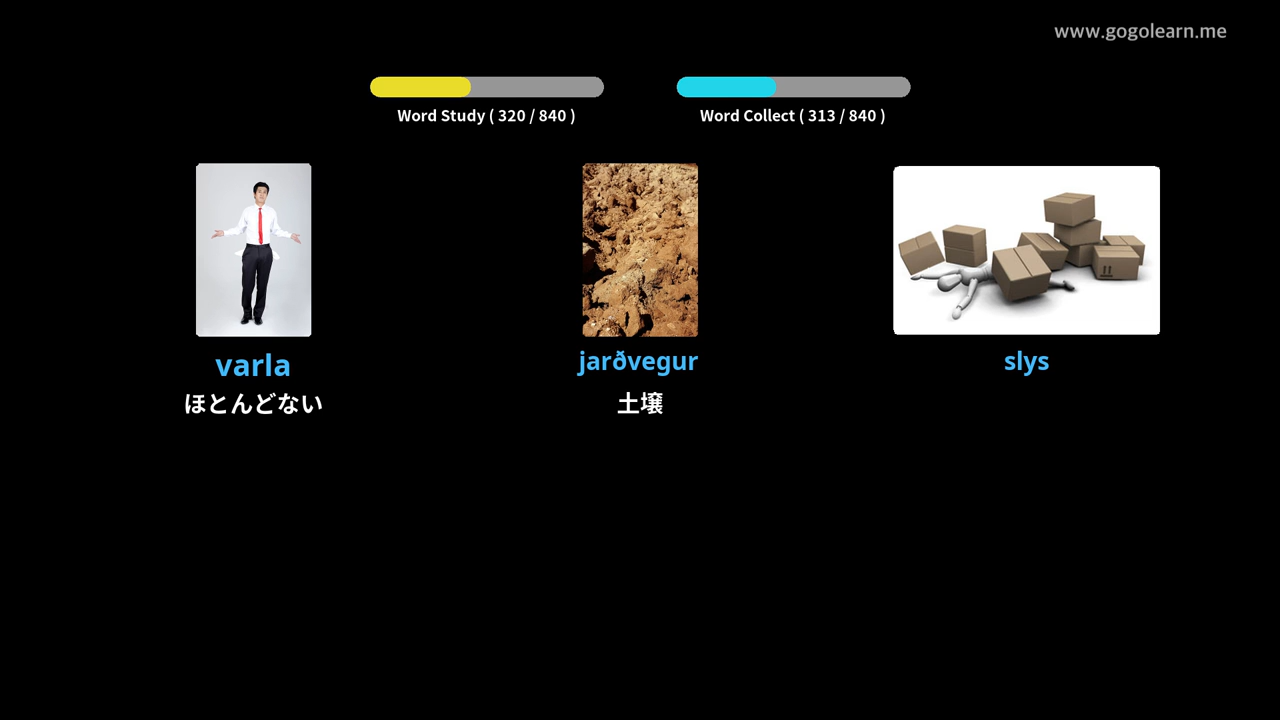 www.gogolearn.me
Word Study ( 320 / 840 )
Word Collect ( 313 / 840 )
varla
jarðvegur
slys
ほとんどない
土壌